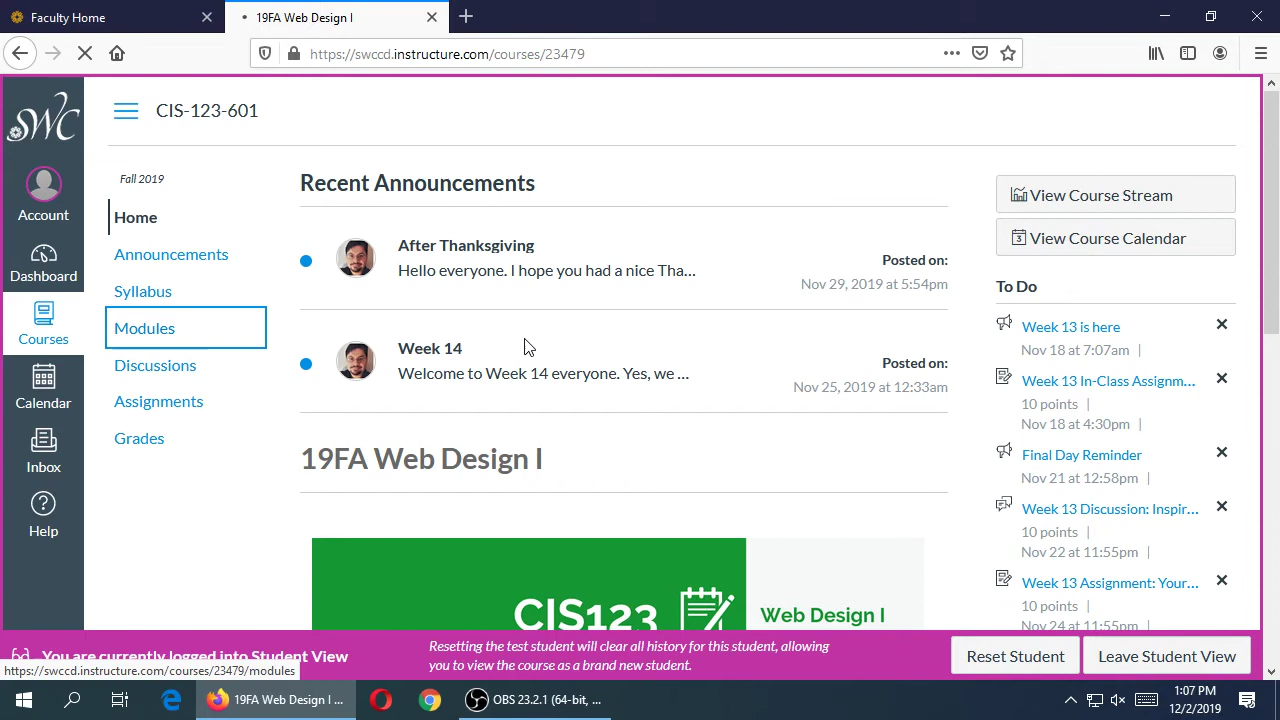 Faculty Home
19FA Web Design I
https://swccd.instructure.com/courses/23479
SWC
Account
Dashboard
Courses
Calendar
Inbox
Help
CIS-123-601
Fall 2019
Home
Announcements
Syllabus
Modules
Discussions
Assignments
Grades
Recent Announcements
After Thanksgiving
Hello everyone. I hope you had a nice Tha...
Posted on:
Nov 29, 2019 at 5:54pm
Week 14
Welcome to Week 14 everyone. Yes, we ...
Posted on:
Nov 25, 2019 at 12:33am
19FA Web Design I
CIS123
Web Design I
View Course Stream
3
View Course Calendar
To Do
Week 13 is here
Nov 18 at 7:07am |
Week 13 In-Class Assignm...
10 points |
Nov 18 at 4:30pm |
Final Day Reminder
Nov 21 at 12:58pm |
Week 13 Discussion: Inspir...
10 points |
Nov 22 at 11:55pm |
Week 13 Assignment: Your...
10 points |
Nov 24 at 11:55pm |
You are currently logged into Student View
Resetting the test student will clear all history for this student, allowing
you to view the course as a brand new student.
Reset Student
Leave Student View
https://swccd.instructure.com/courses/23479/modules
19FA Web Design I ...
OBS 23.2.1 (64-bit, ...
1:07 PM
12/2/2019